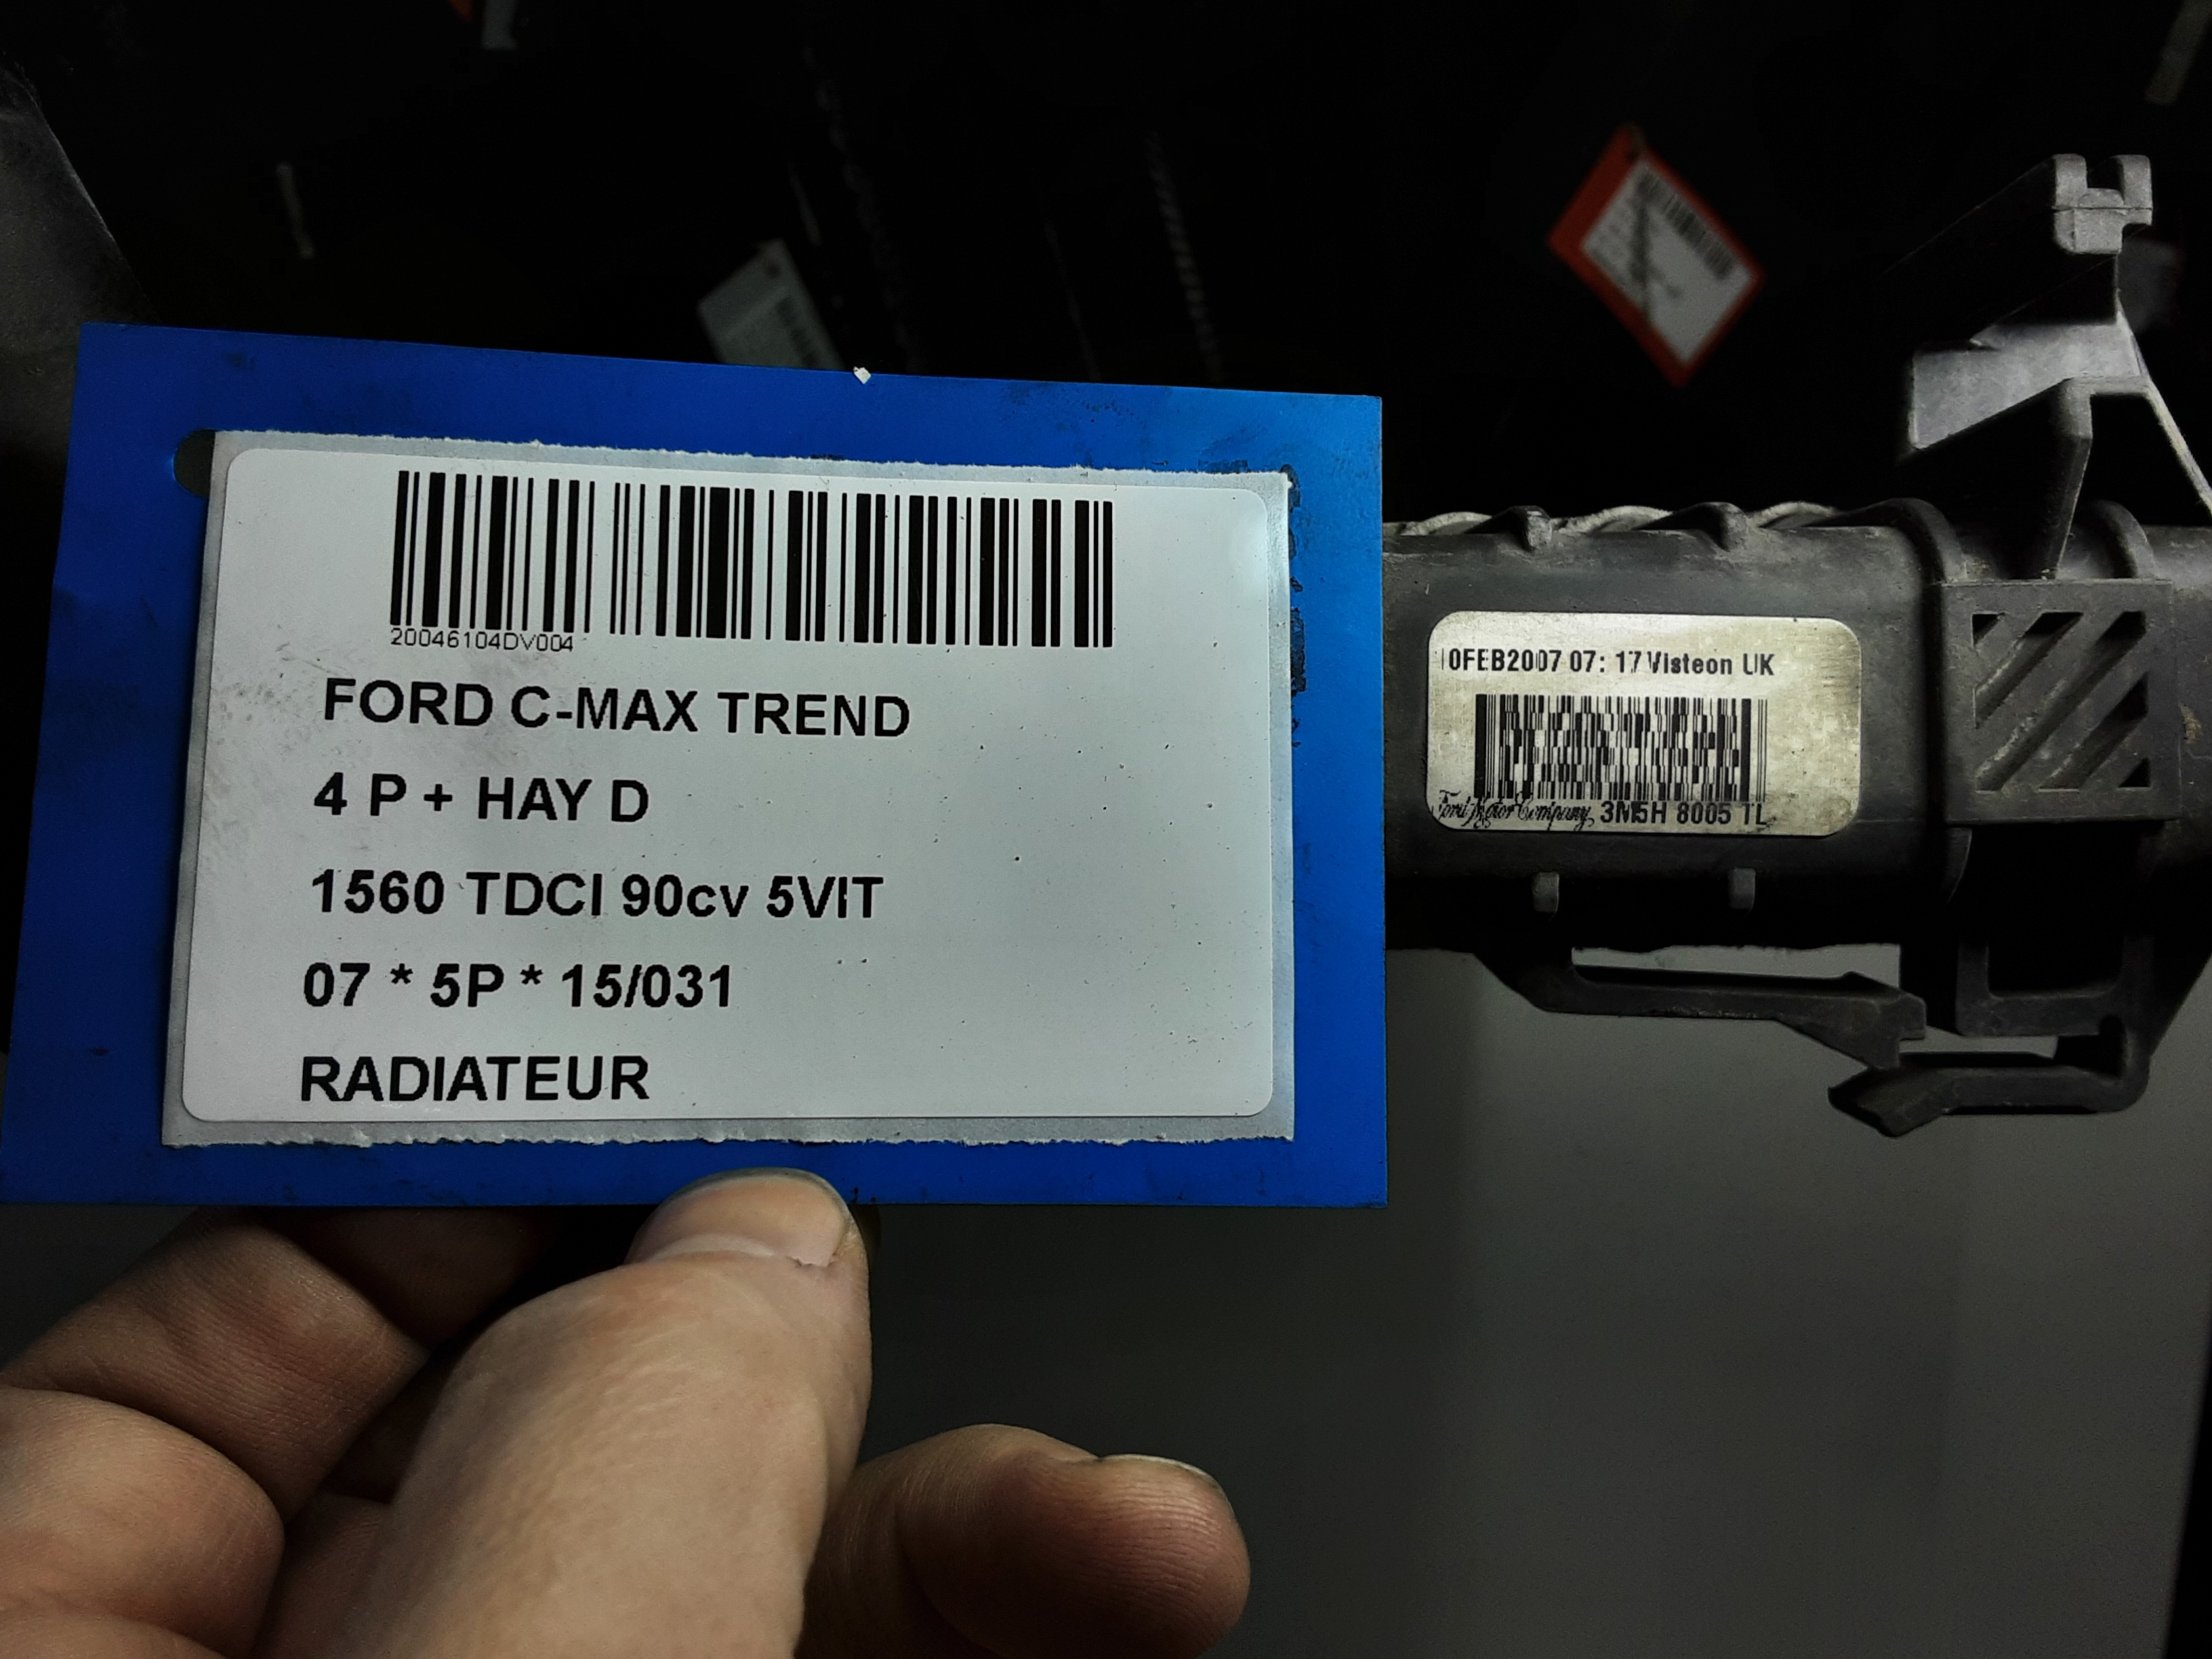 20046104DV004
FORD C-MAX TREND
4 P + HAY D
1560 TDCI 90cv 5VIT
07 * 5P * 15/031
RADIATEUR
10FEB2007 07: 17 Visteon UK
Ford Motor Company 3M5H 8005 TL